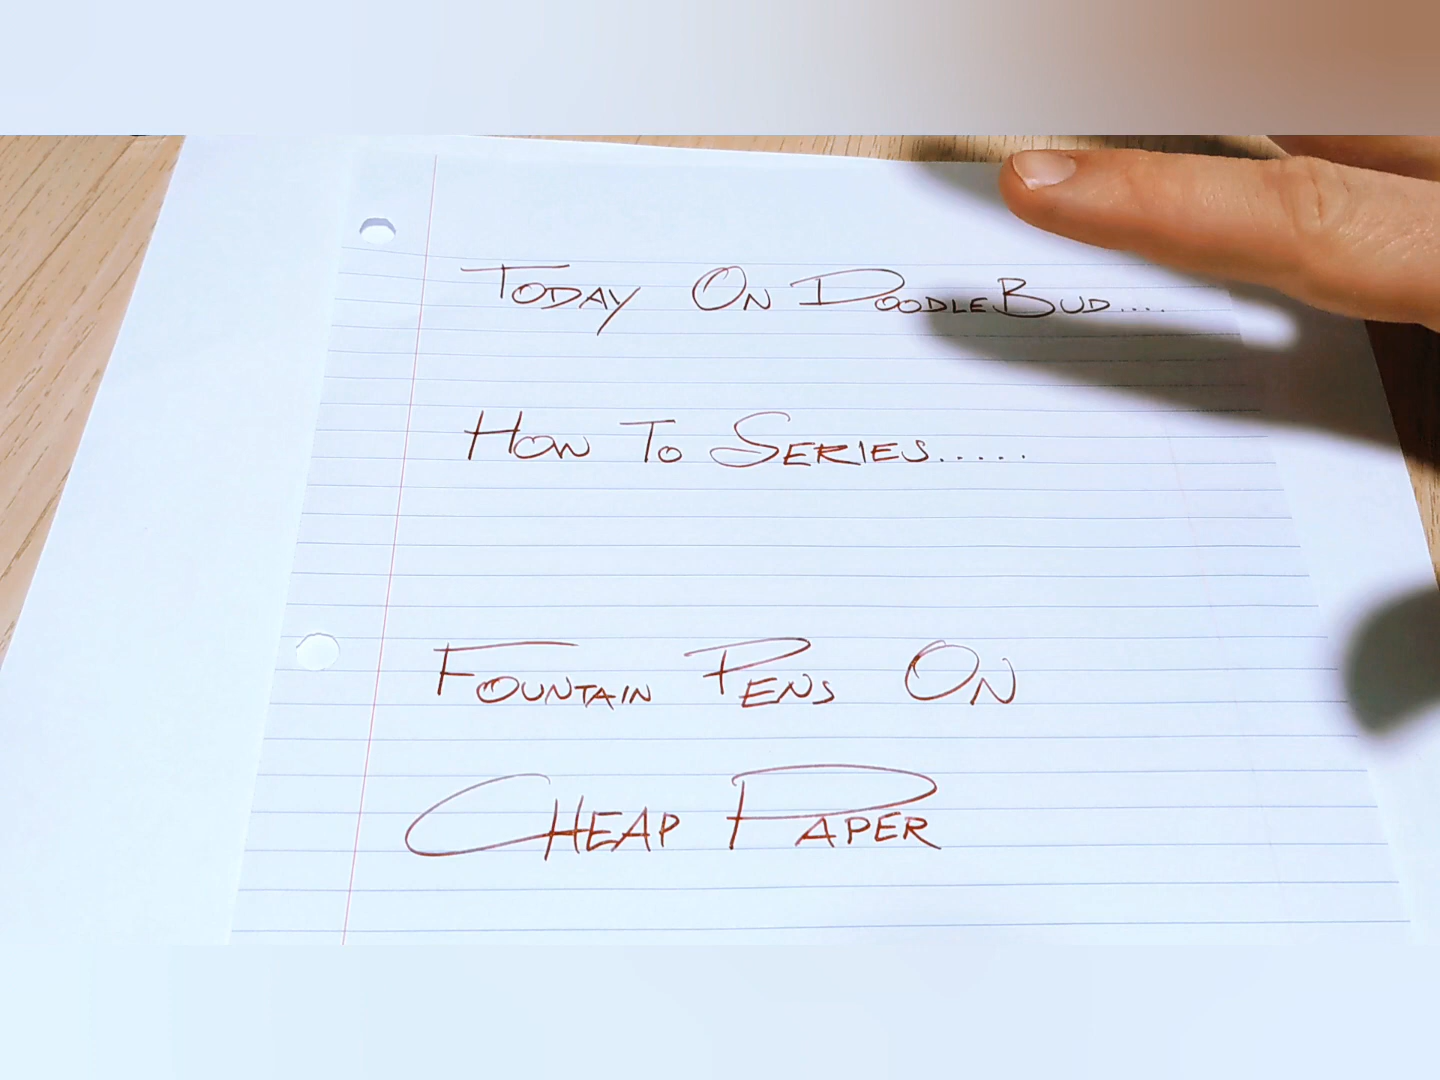 Today On DoodleBud....
How To Series.....
Fountain Pens On
Cheap Paper